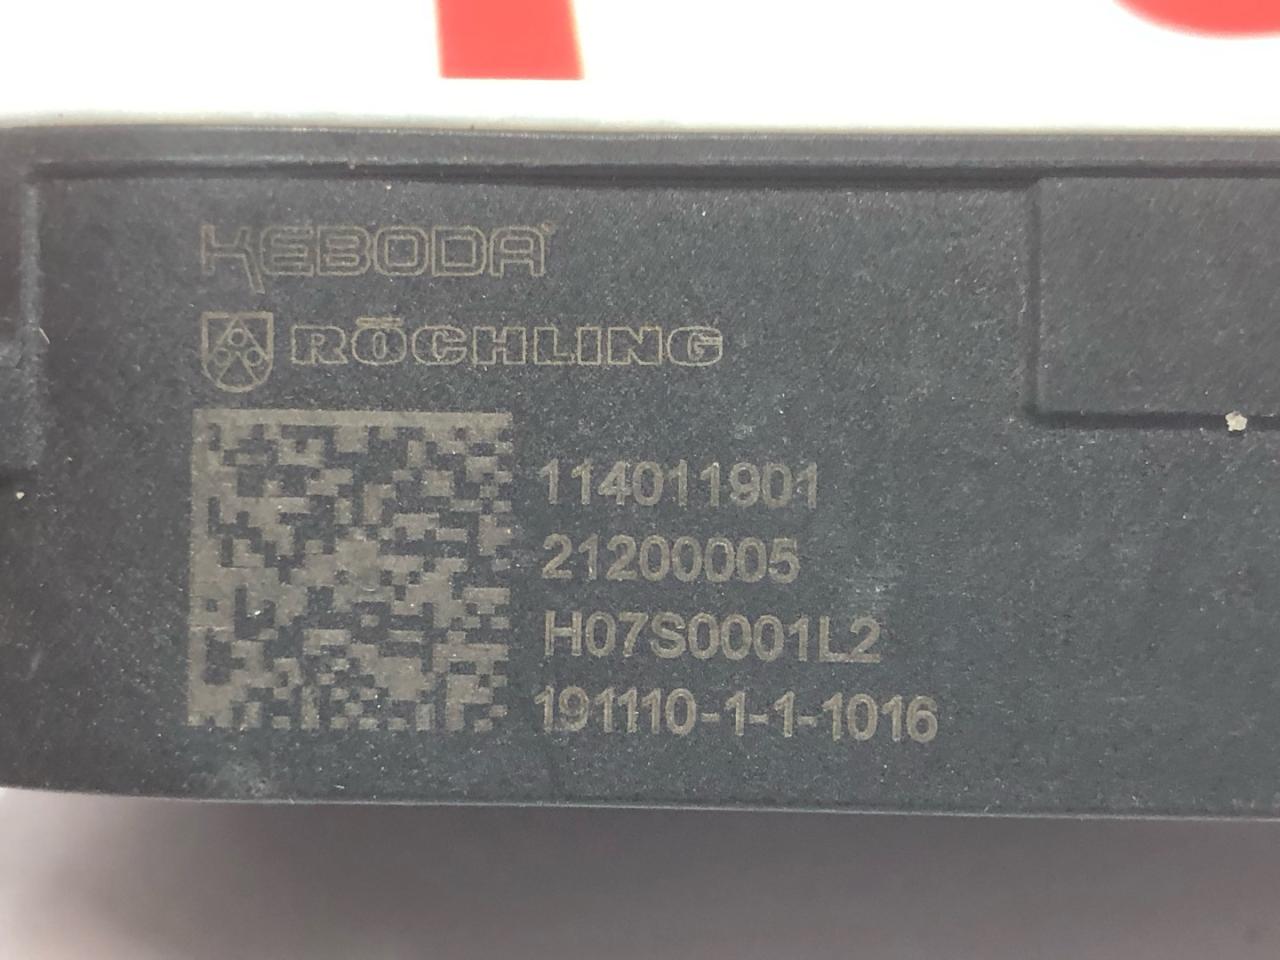 KEBODA
RÖCHLING
114011901
21200005
H07S0001L2
191110-1-1-1016